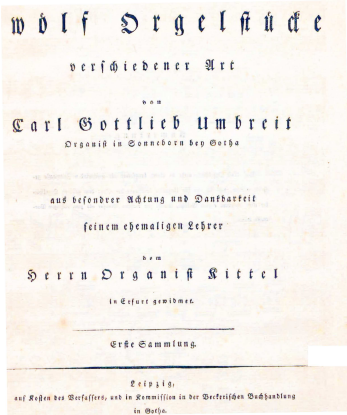 wölf Orgelstücke
verschiedener Art
von
Carl Gottlieb Umbreit
Organist in Sonneborn bey Gotha
aus besondrer Achtung und Dankbarkeit
seinem ehemaligen Lehrer
dem
Herrn Organist Kittel
in Erfurt gewidmet.
Erste Sammlung.
Leipzig,
auf Kosten des Verfassers, und in Kommission in der Beckerischen Buchhandlung
in Gotha.